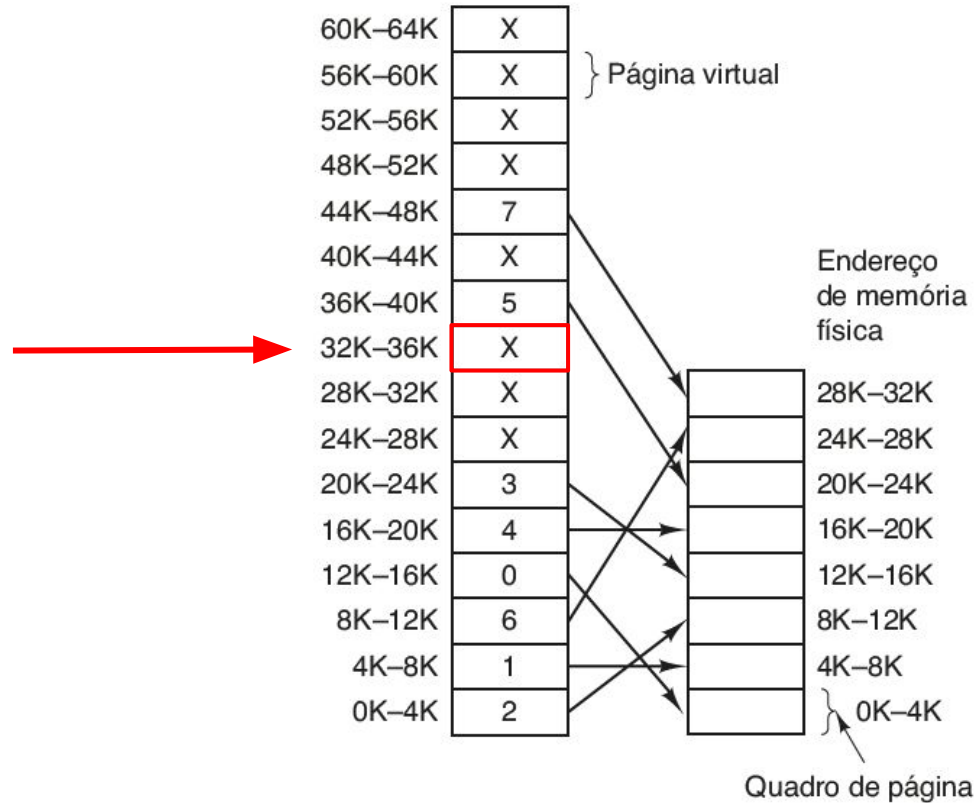 60K–64K X
56K–60K X Página virtual
52K–56K X
48K–52K X
44K–48K 7
40K–44K X
Endereço
de memória
física
36K–40K 5
32K–36K X
28K–32K X 28K–32K
24K–28K X 24K–28K
20K–24K 3 20K–24K
16K–20K 4 16K–20K
12K–16K 0 12K–16K
8K–12K 6 8K–12K
4K–8K 1 4K–8K
0K–4K 2 0K–4K
Quadro de página